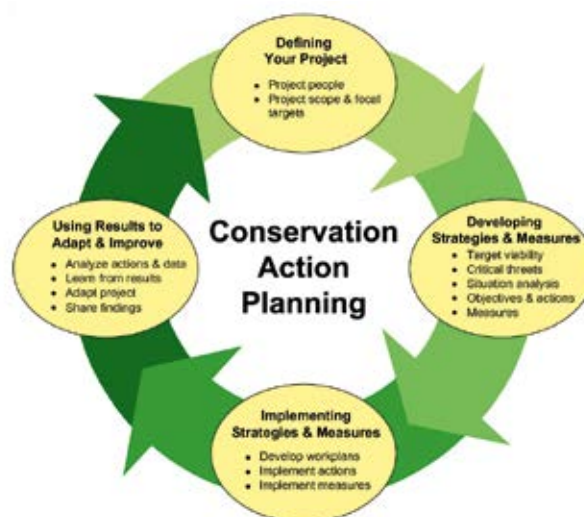 Defining
Your Project
• Project people
• Project scope & focal
targets
Developing
Strategies & Measures
• Target viability
• Critical threats
• Situation analysis
• Objectives & actions
• Measures
Implementing
Strategies & Measures
• Develop workplans
• Implement actions
• Implement measures
Using Results to
Adapt & Improve
• Analyze actions & data
• Learn from results
• Adapt project
• Share findings
Conservation
Action
Planning